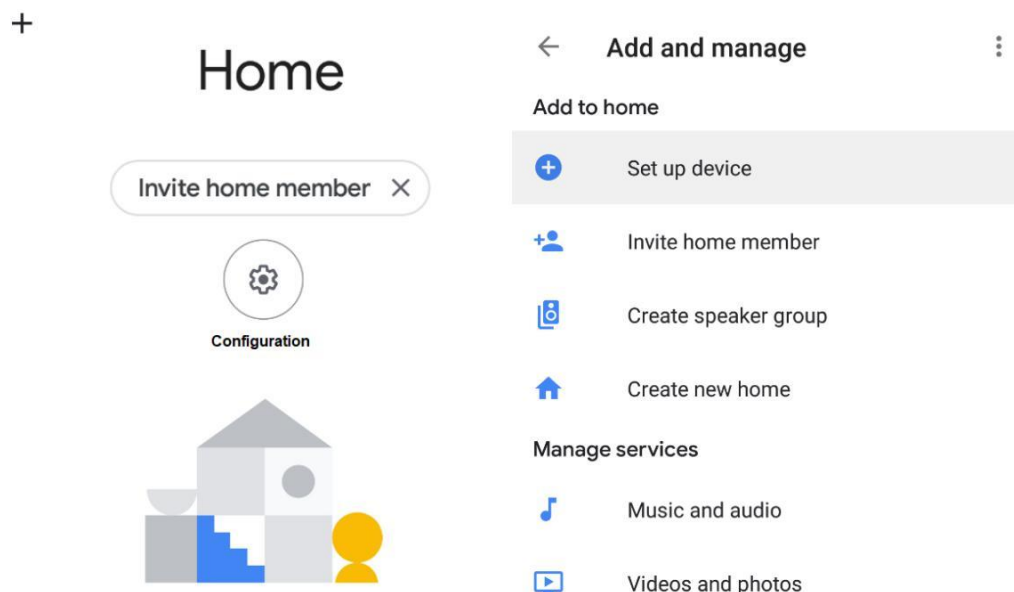 +
Home
Invite home member ×
Configuration
Add and manage
Add to home
Set up device
Invite home member
Create speaker group
Create new home
Manage services
Music and audio
Videos and photos